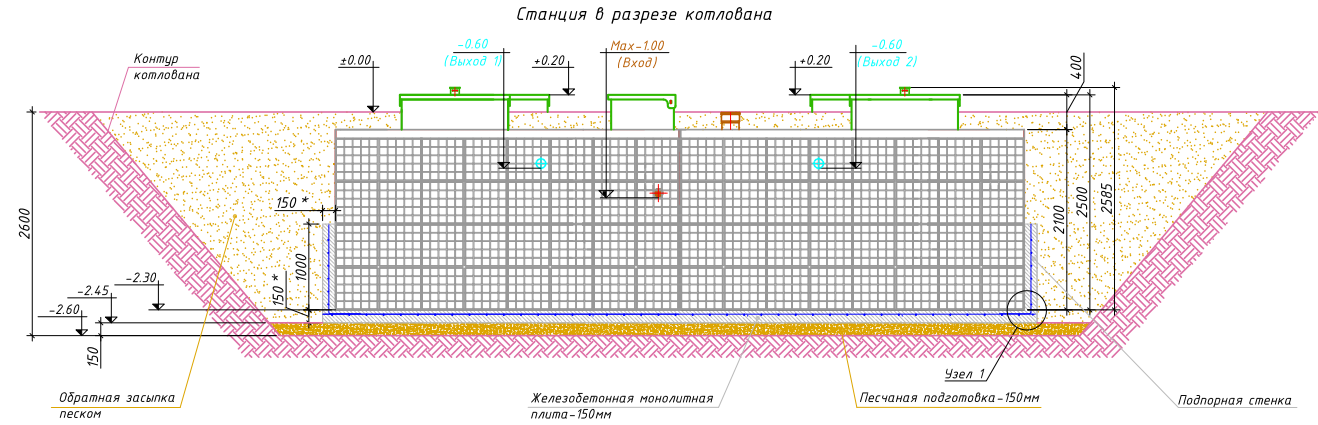 Станция в разрезе котлована
Контур
котлована
±0.00
-0.60
(Выход 1)
+0.20
Max-1.00
(Вход)
+0.20
-0.60
(Выход 2)
400
2600
150 *
1000
150 *
-2.30
-2.45
-2.60
150
2100
2500
2585
Узел 1
Обратная засыпка
песком
Железобетонная монолитная
плита-150мм
Песчаная подготовка-150мм
Подпорная стенка